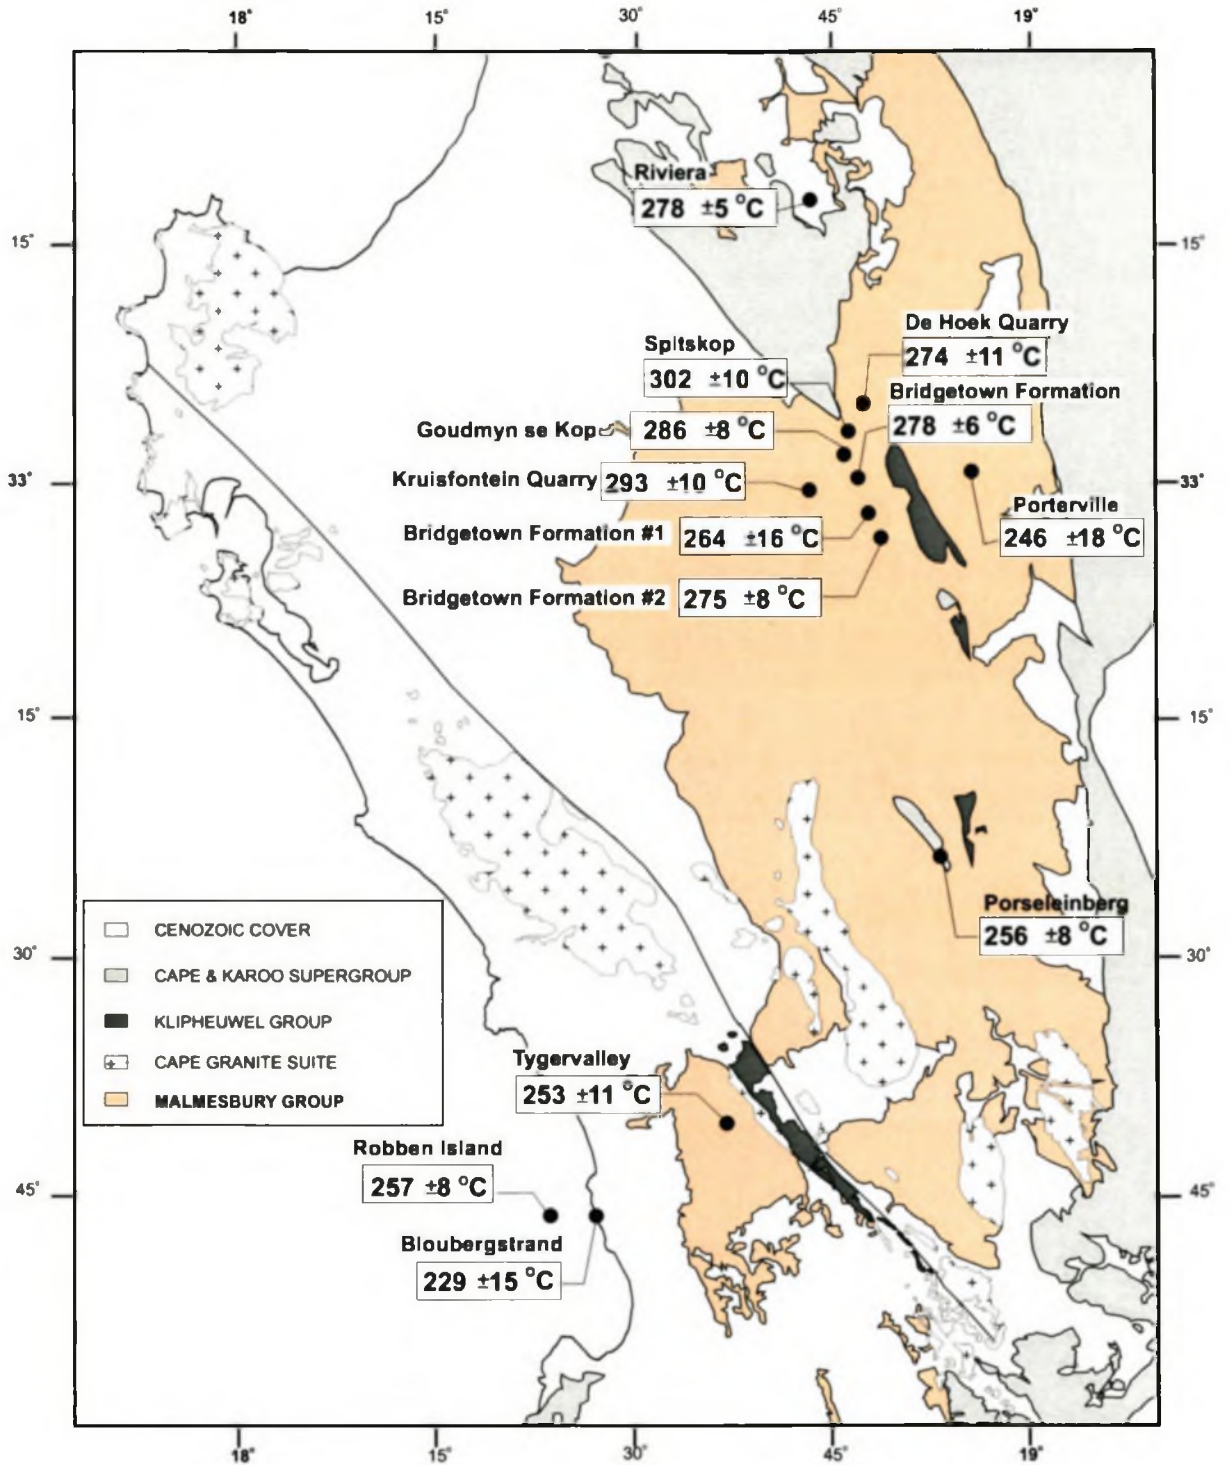 18° 15° 30° 45° 19°
Riviera
278 ±5 °C
15° 15°
De Hoek Quarry
274 ±11 °C
Spitskop
302 ±10 °C
Bridgetown Formation
278 ±6 °C
Goudmyn se Kop 286 ±8 °C
Kruisfontein Quarry 293 ±10 °C
33° 33°
Porterville
246 ±18 °C
Bridgetown Formation #1 264 ±16 °C
Bridgetown Formation #2 275 ±8 °C
15° 15°
Porseleinberg
256 ±8 °C
CENOZOIC COVER
CAPE & KAROO SUPERGROUP
KLIPHEUWEL GROUP
CAPE GRANITE SUITE
MALMESBURY GROUP
30° 30°
Tygervalley
253 ±11 °C
Robben Island
257 ±8 °C
45° 45°
Bloubergstrand
229 ±15 °C
18° 15° 30° 45° 19°